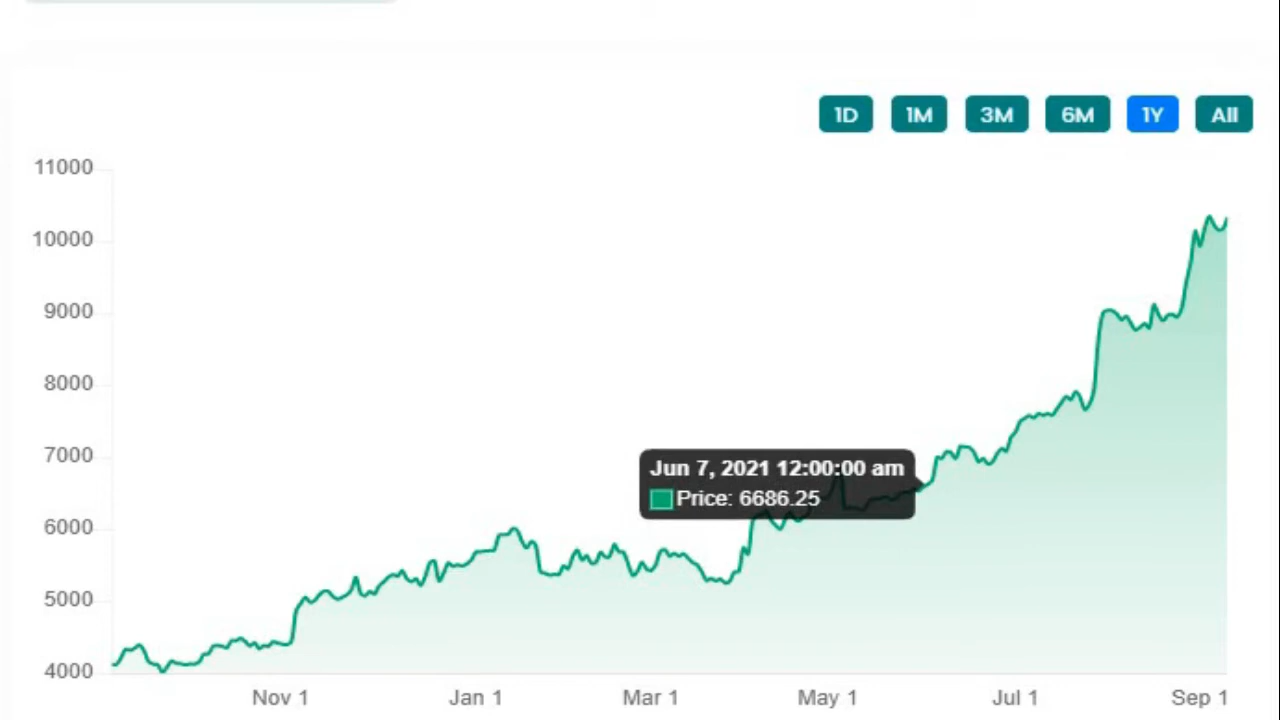 1D 1M 3M 6M 1Y All
11000
10000
9000
8000
7000
6000
5000
4000
Jun 7, 2021 12:00:00 am
Price: 6686.25
Nov 1 Jan 1 Mar 1 May 1 Jul 1 Sep 1